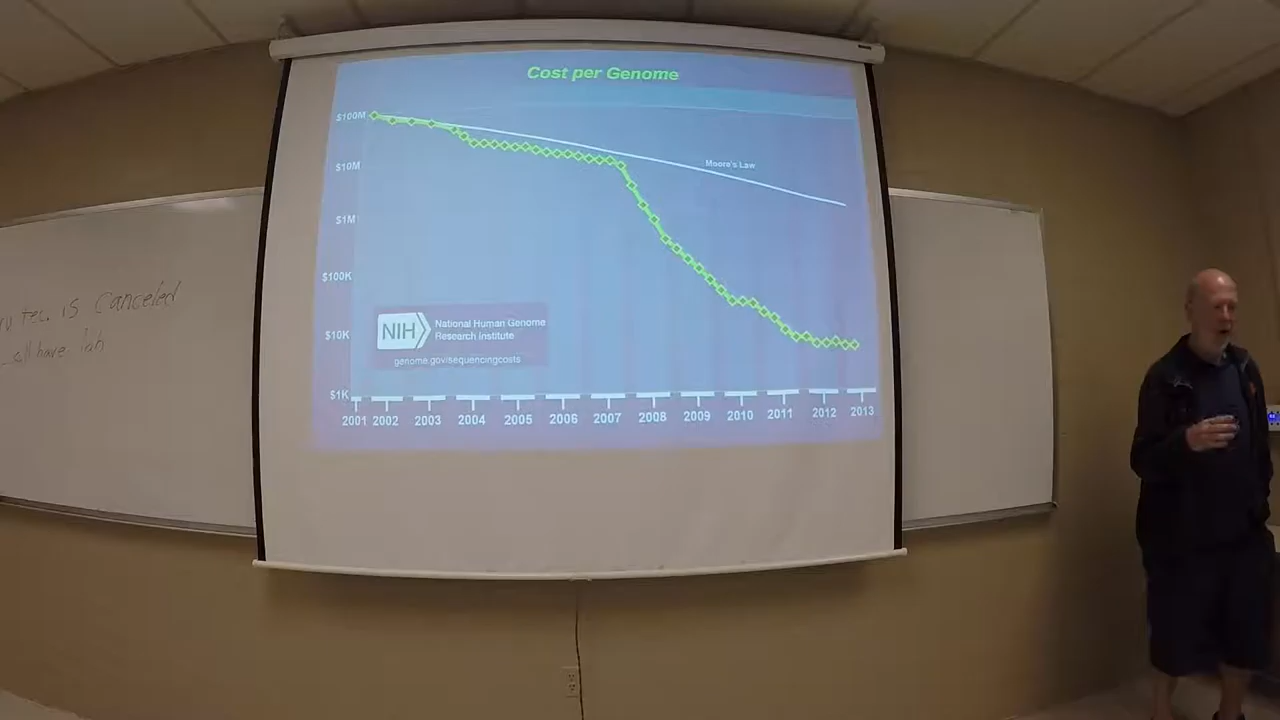 Cost per Genome
$100M
$10M
$1M
$100K
$10K
$1K
Moore's Law
NIH
National Human Genome
Research Institute
genome.gov/sequencingcosts
2001 2002 2003 2004 2005 2006 2007 2008 2009 2010 2011 2012 2013
is canceled
have lab